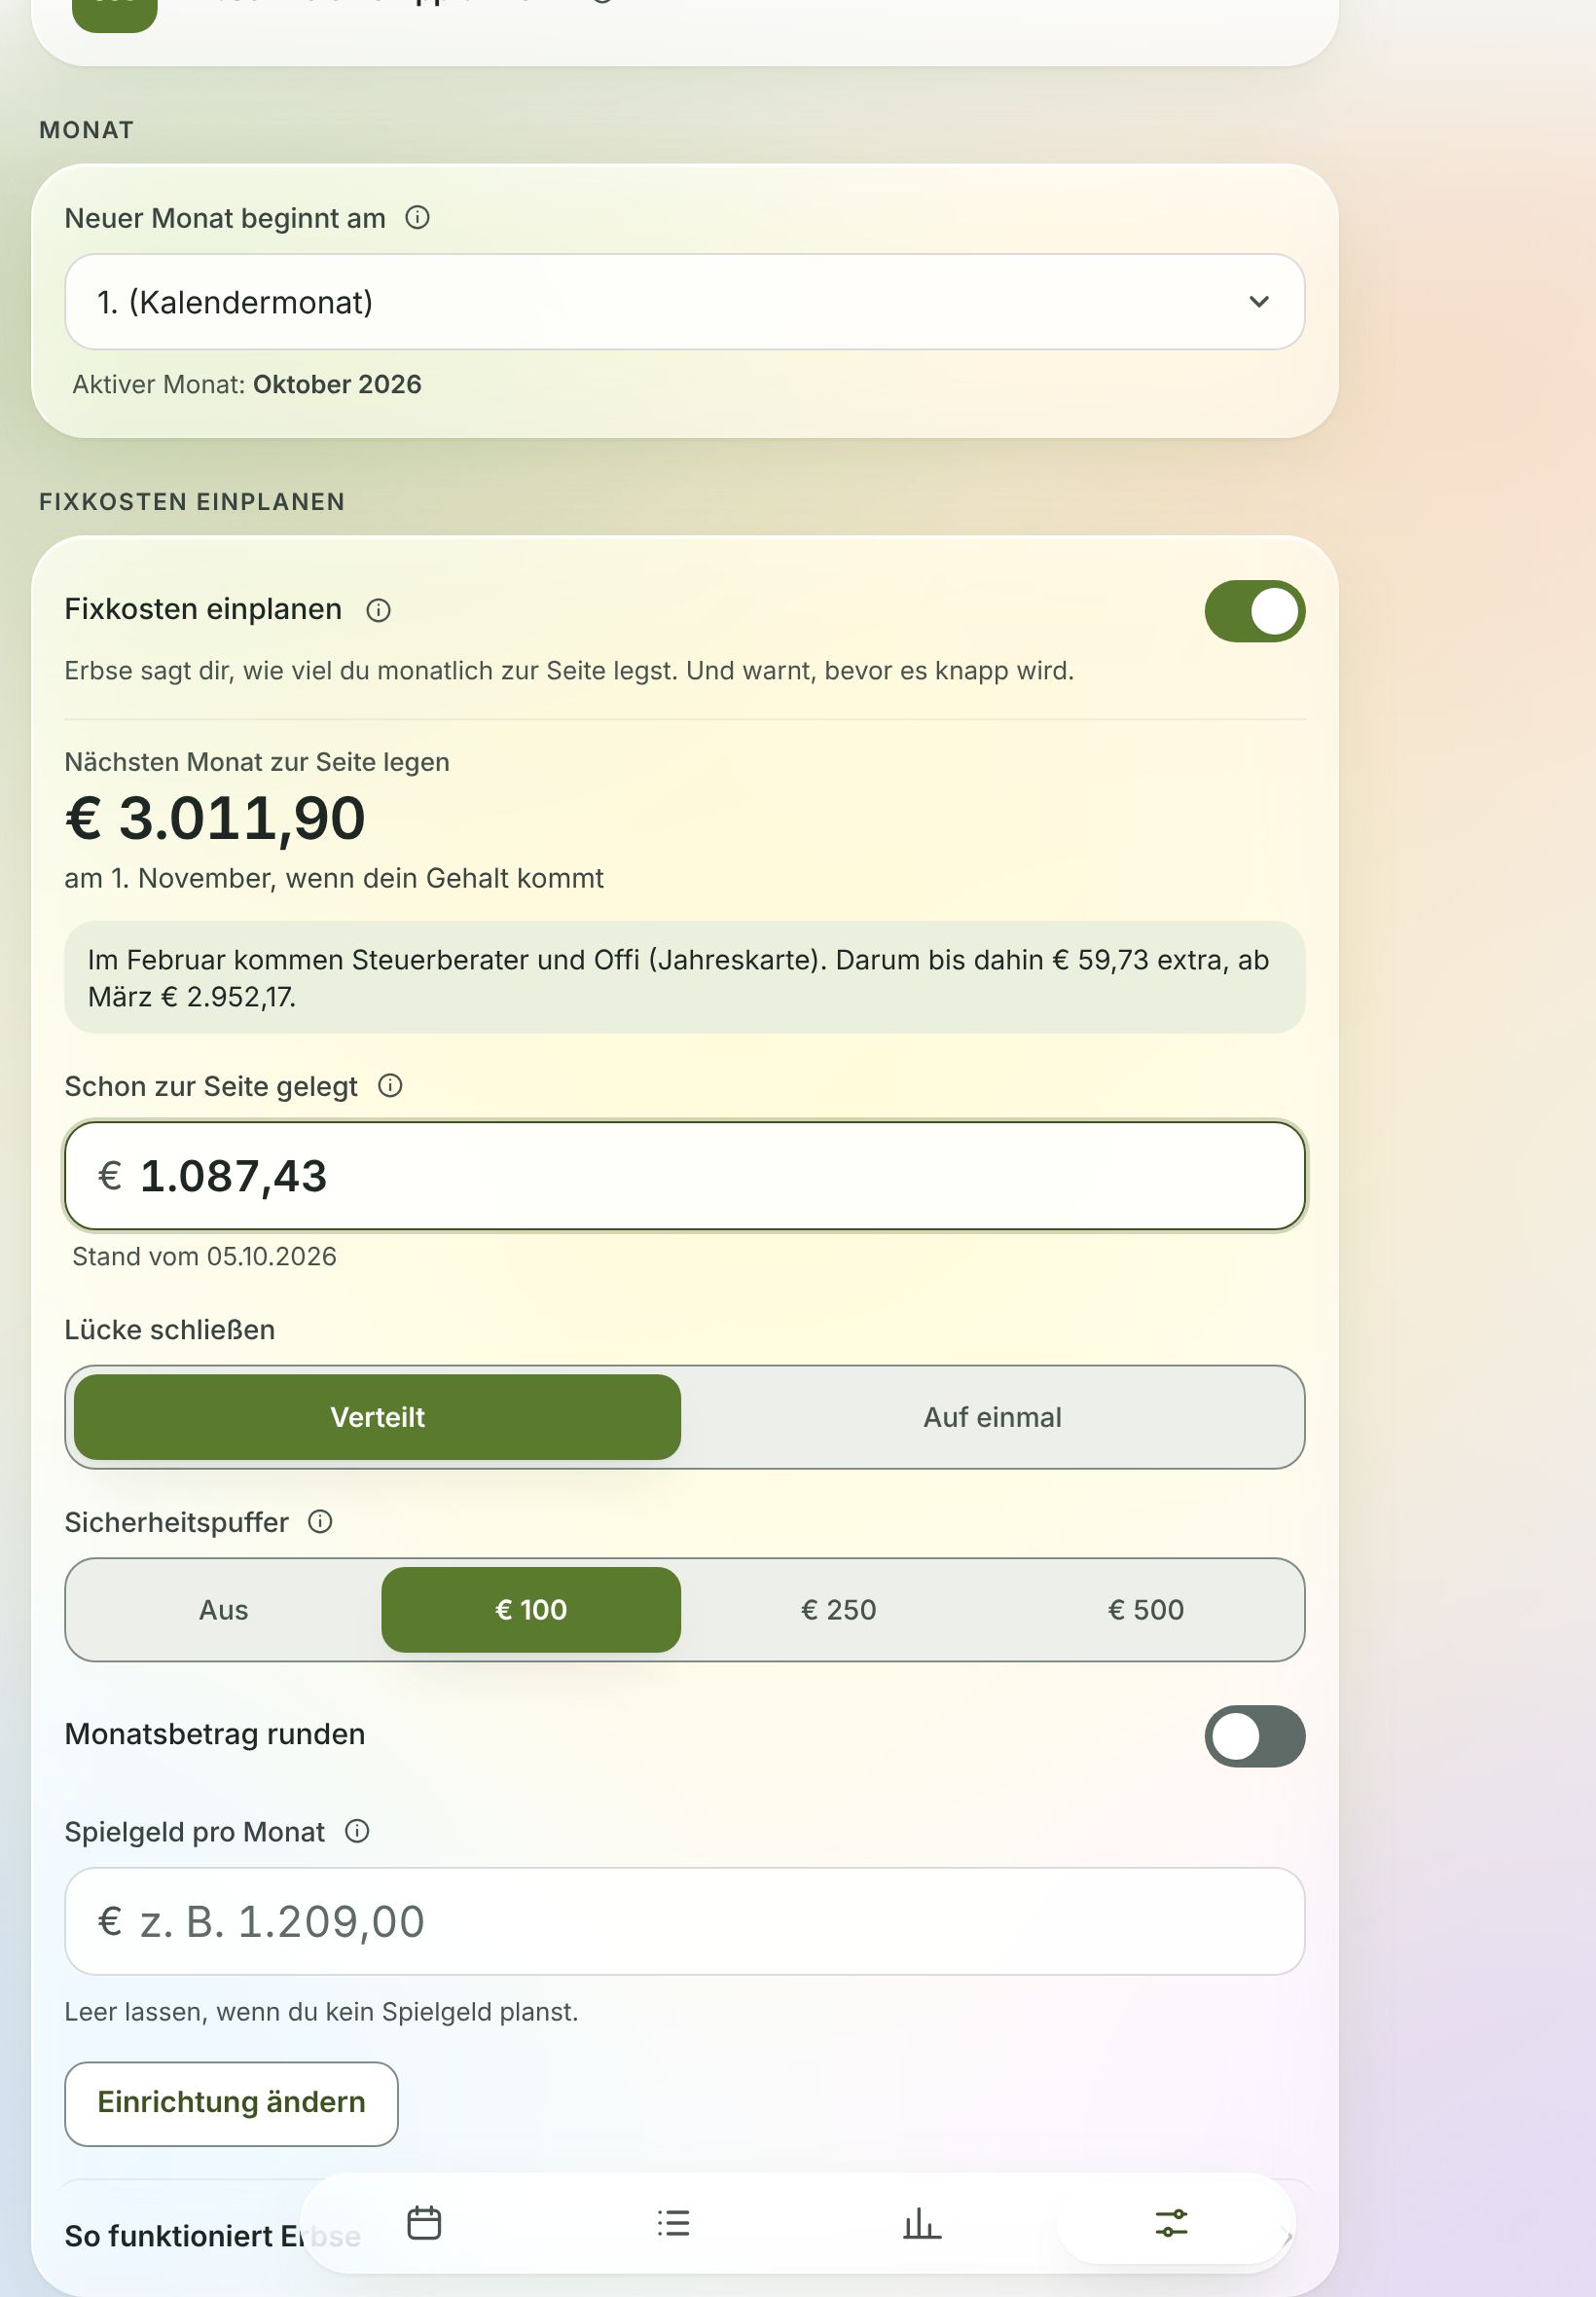 MONAT
Neuer Monat beginnt am
1. (Kalendermonat)
Aktiver Monat: Oktober 2026
FIXKOSTEN EINPLANEN
Fixkosten einplanen
Erbse sagt dir, wie viel du monatlich zur Seite legst. Und warnt, bevor es knapp wird.
Nächsten Monat zur Seite legen
€ 3.011,90
am 1. November, wenn dein Gehalt kommt
Im Februar kommen Steuerberater und Offi (Jahreskarte). Darum bis dahin € 59,73 extra, ab
März € 2.952,17.
Schon zur Seite gelegt
€ 1.087,43
Stand vom 05.10.2026
Lücke schließen
Verteilt Auf einmal
Sicherheitspuffer
Aus € 100 € 250 € 500
Monatsbetrag runden
Spielgeld pro Monat
€ z. B. 1.209,00
Leer lassen, wenn du kein Spielgeld planst.
Einrichtung ändern
So funktioniert Erbse